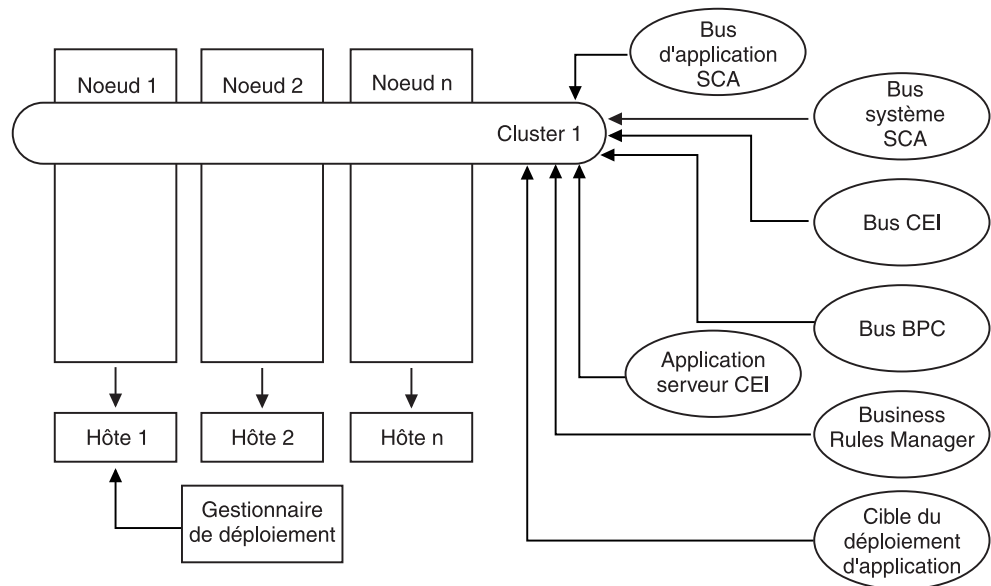 Noeud 1
Noeud 2
Noeud n
Bus
d'application
SCA
Bus
système
SCA
Cluster 1
Bus CEI
Bus BPC
Application
serveur CEI
Business
Rules Manager
Hôte 1
Hôte 2
Hôte n
Gestionnaire
de déploiement
Cible du
déploiement
d'application